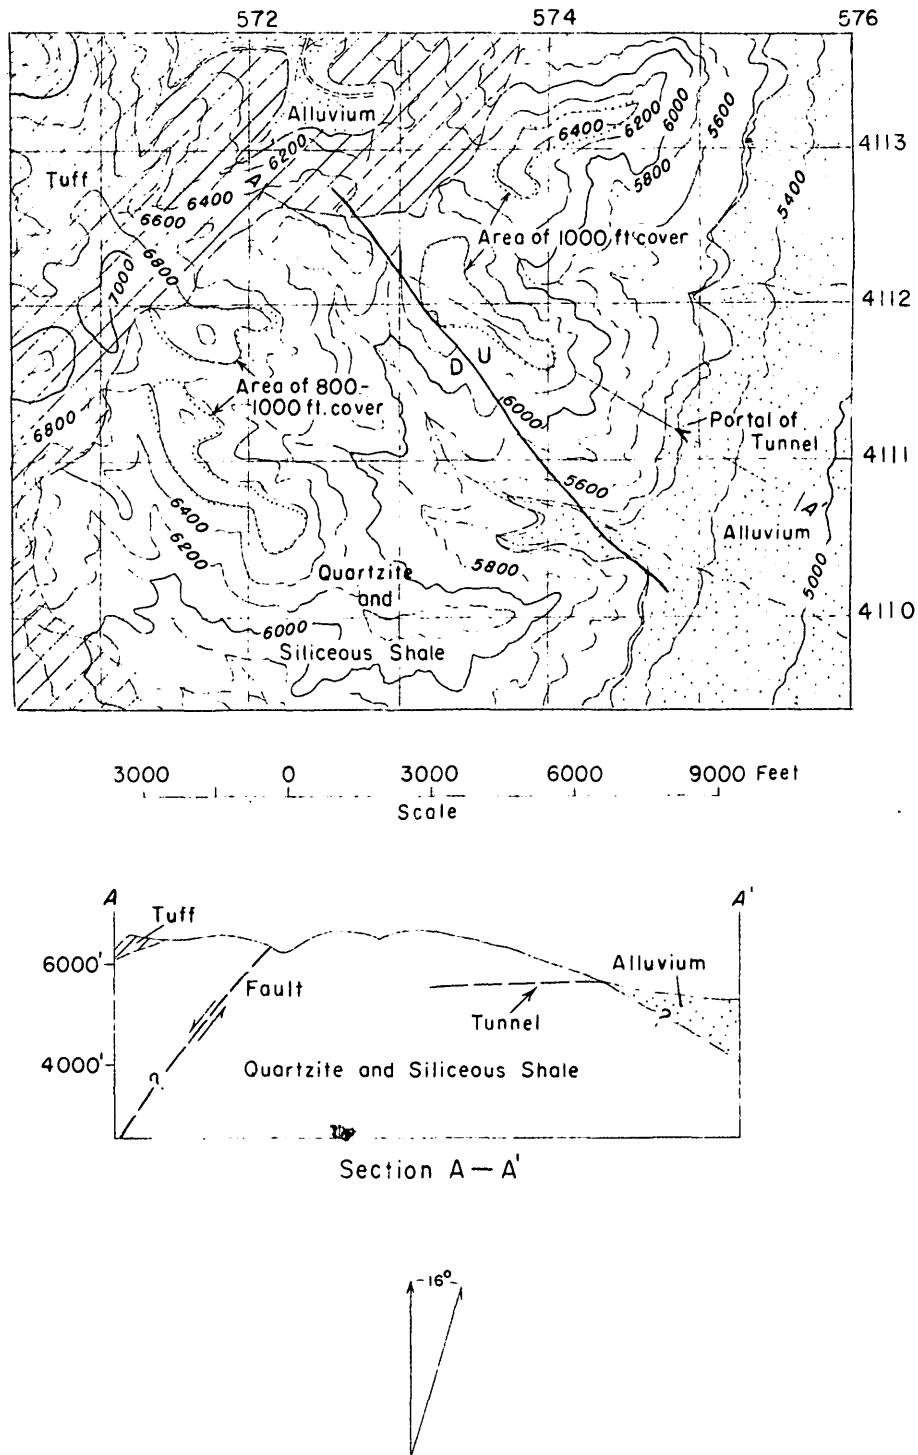 572
574
576
Alluvium
6200
6400
6200
6000
5600
4113
5800
5400
Tuff
A
6400
6600
Area of 1000 ft cover
6800
7000
4112
U
D
Area of 800-
1000 ft. cover
6000
Portal of
Tunnel
6800
4111
5600
A'
6400
Alluvium
6200
5800
5000
Quartzite
and
4110
6000
Siliceous Shale
3000 0 3000 6000 9000 Feet
Scale
A
A'
Tuff
6000'
Alluvium
Fault
?
Tunnel
4000'
?
Quartzite and Siliceous Shale
Section A—A'
16°